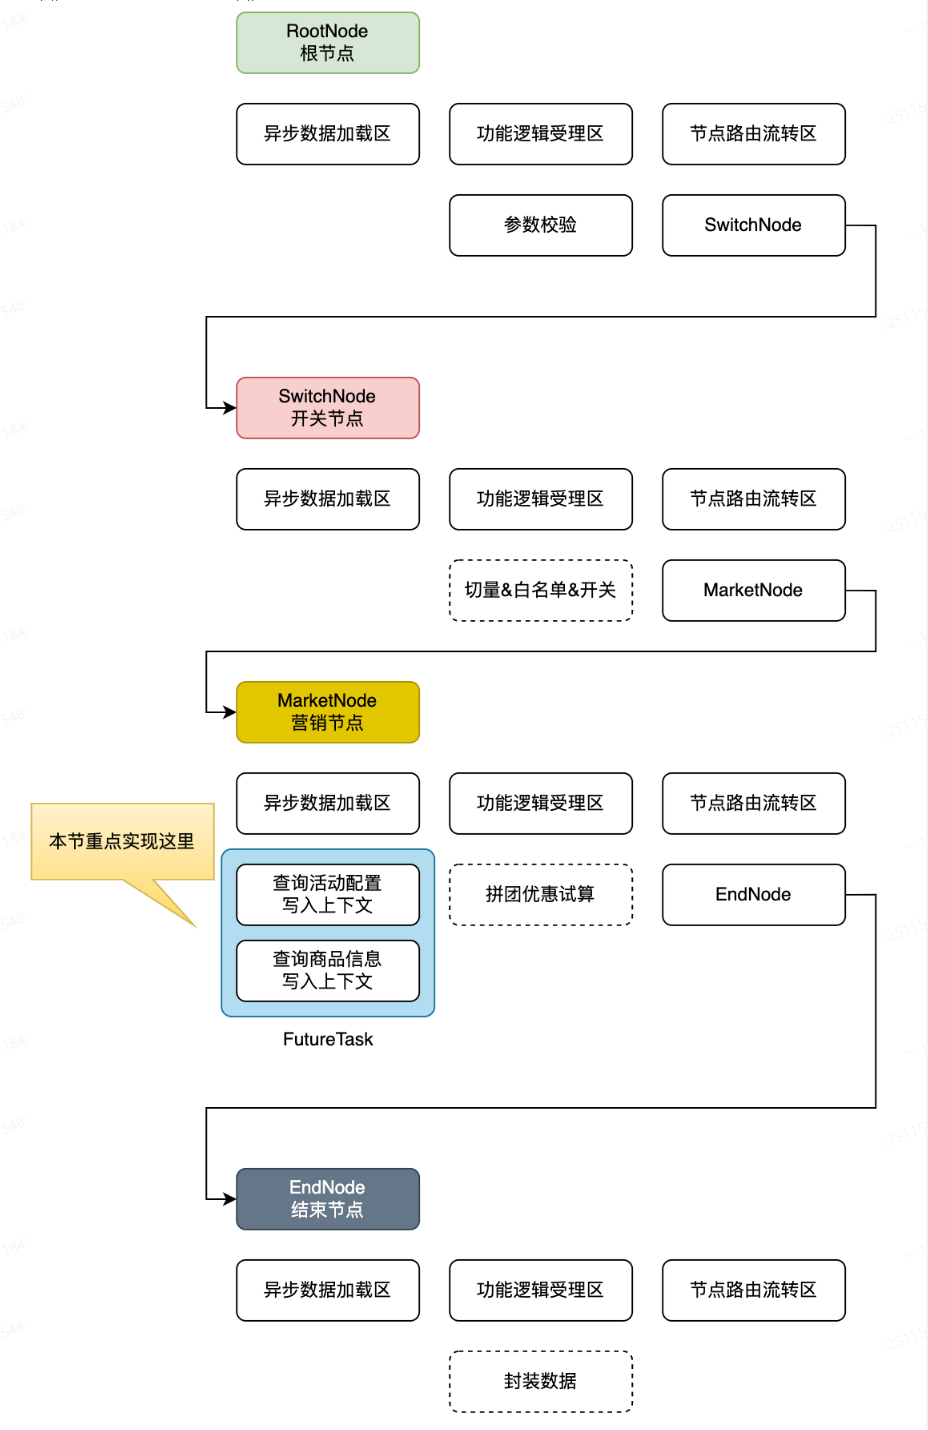 RootNode
根节点
异步数据加载区
功能逻辑受理区
节点路由流转区
参数校验
SwitchNode
SwitchNode
开关节点
异步数据加载区
功能逻辑受理区
节点路由流转区
切量&白名单&开关
MarketNode
MarketNode
营销节点
异步数据加载区
功能逻辑受理区
节点路由流转区
本节重点实现这里
查询活动配置
写入上下文
拼团优惠试算
EndNode
查询商品信息
写入上下文
FutureTask
EndNode
结束节点
异步数据加载区
功能逻辑受理区
节点路由流转区
封装数据